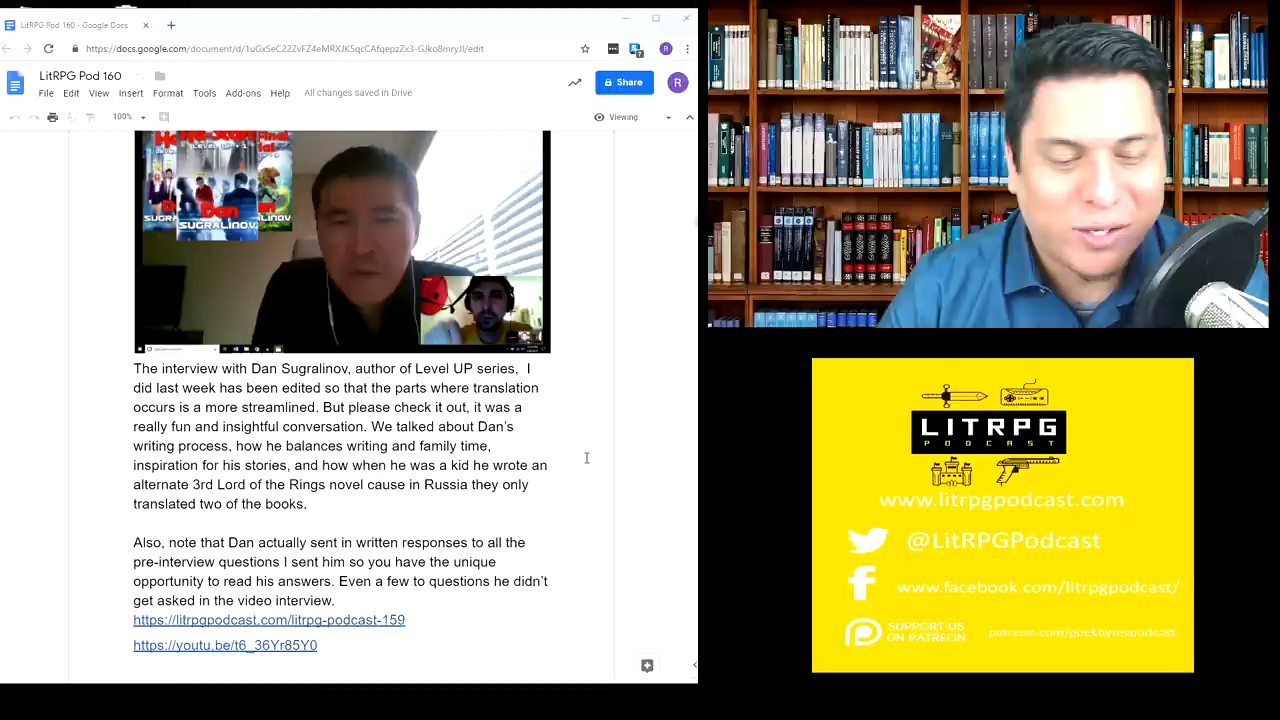 LitRPG Pod 160 - Google Docs
https://docs.google.com/document/d/1uGxSeC22ZvFZ4eMRXJK5qcCAfqepzZx3-GJko8mryJI/edit
R
LitRPG Pod 160
File Edit View Insert Format Tools Add-ons Help All changes saved in Drive
Share
R
100%
Viewing
Re-Start
LEVEL UP 1
Final
Dan
SUGRALINOV
The interview with Dan Sugralinov, author of Level UP series, I
did last week has been edited so that the parts where translation
occurs is a more streamlined. But please check it out, it was a
really fun and insightful conversation. We talked about Dan's
writing process, how he balances writing and family time,
inspiration for his stories, and how when he was a kid he wrote an
alternate 3rd Lord of the Rings novel cause in Russia they only
translated two of the books.
Also, note that Dan actually sent in written responses to all the
pre-interview questions I sent him so you have the unique
opportunity to read his answers. Even a few to questions he didn't
get asked in the video interview.
https://litrpgpodcast.com/litrpg-podcast-159
https://youtu.be/t6_36Yr85Y0
LITRPG
PODCAST
www.litrpgpodcast.com
@LitRPGPodcast
www.facebook.com/litrpgpodcast/
SUPPORT US
ON PATREON
patreon.com/geekbytespodcast